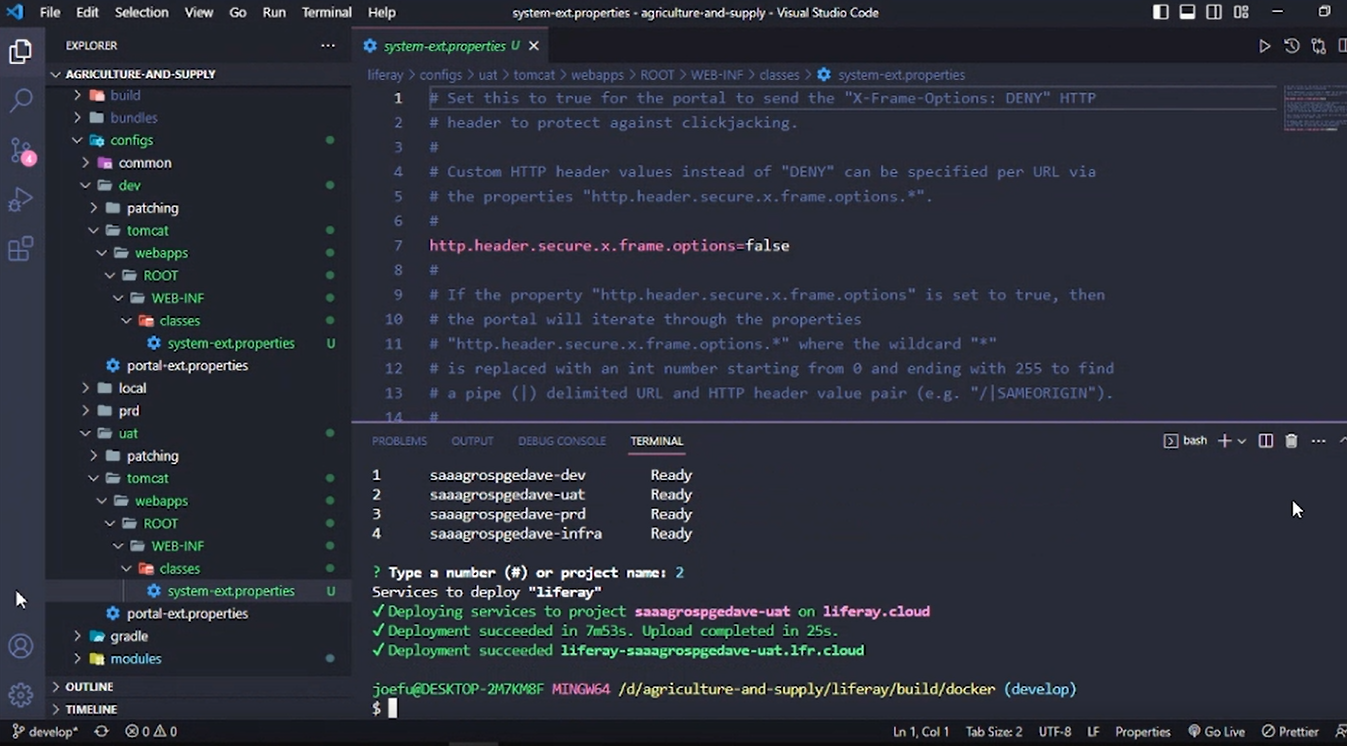 File Edit Selection View Go Run Terminal Help system-ext.properties - agriculture-and-supply - Visual Studio Code
EXPLORER
AGRICULTURE-AND-SUPPLY
build
bundles
configs
common
dev
patching
tomcat
webapps
ROOT
WEB-INF
classes
system-ext.properties U
portal-ext.properties
local
prd
uat
patching
tomcat
webapps
ROOT
WEB-INF
classes
system-ext.properties U
portal-ext.properties
gradle
modules
OUTLINE
TIMELINE
4
system-ext.properties U
liferay > configs > uat > tomcat > webapps > ROOT > WEB-INF > classes > system-ext.properties
1 # Set this to true for the portal to send the "X-Frame-Options: DENY" HTTP
2 # header to protect against clickjacking.
3 #
4 # Custom HTTP header values instead of "DENY" can be specified per URL via
5 # the properties "http.header.secure.x.frame.options.*".
6 #
7 http.header.secure.x.frame.options=false
8 #
9 # If the property "http.header.secure.x.frame.options" is set to true, then
10 # the portal will iterate through the properties
11 # "http.header.secure.x.frame.options.*" where the wildcard "*"
12 # is replaced with an int number starting from 0 and ending with 255 to find
13 # a pipe (|) delimited URL and HTTP header value pair (e.g. "/|SAMEORIGIN").
14 #
PROBLEMS OUTPUT DEBUG CONSOLE TERMINAL bash
1 saaagrospgedave-dev Ready
2 saaagrospgedave-uat Ready
3 saaagrospgedave-prd Ready
4 saaagrospgedave-infra Ready
? Type a number (#) or project name: 2
Services to deploy "liferay"
✓Deploying services to project saaagrospgedave-uat on liferay.cloud
✓Deployment succeeded in 7m53s. Upload completed in 25s.
✓Deployment succeeded liferay-saaagrospgedave-uat.lfr.cloud
joefu@DESKTOP-2M7KM8F MINGW64 /d/agriculture-and-supply/liferay/build/docker (develop)
$
develop* 0 0 Ln 1, Col 1 Tab Size: 2 UTF-8 LF Properties Go Live Prettier